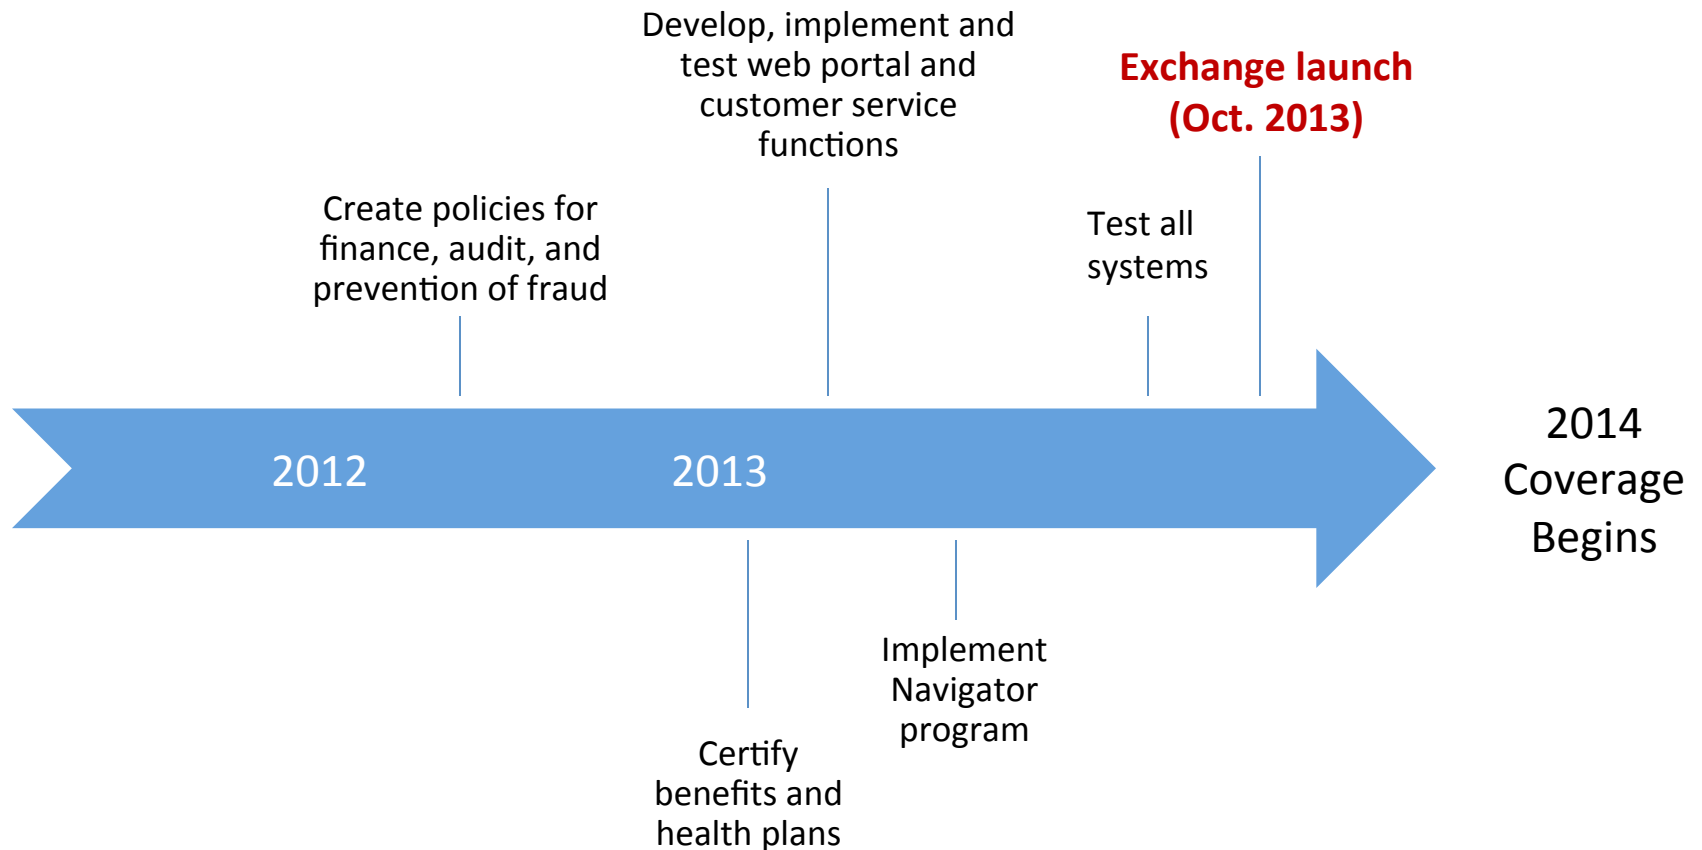 Develop, implement and
test web portal and
customer service
functions
Exchange launch
(Oct. 2013)
Create policies for
finance, audit, and
prevention of fraud
Test all
systems
2012
2013
2014
Coverage
Begins
Implement
Navigator
program
Certify
benefits and
health plans